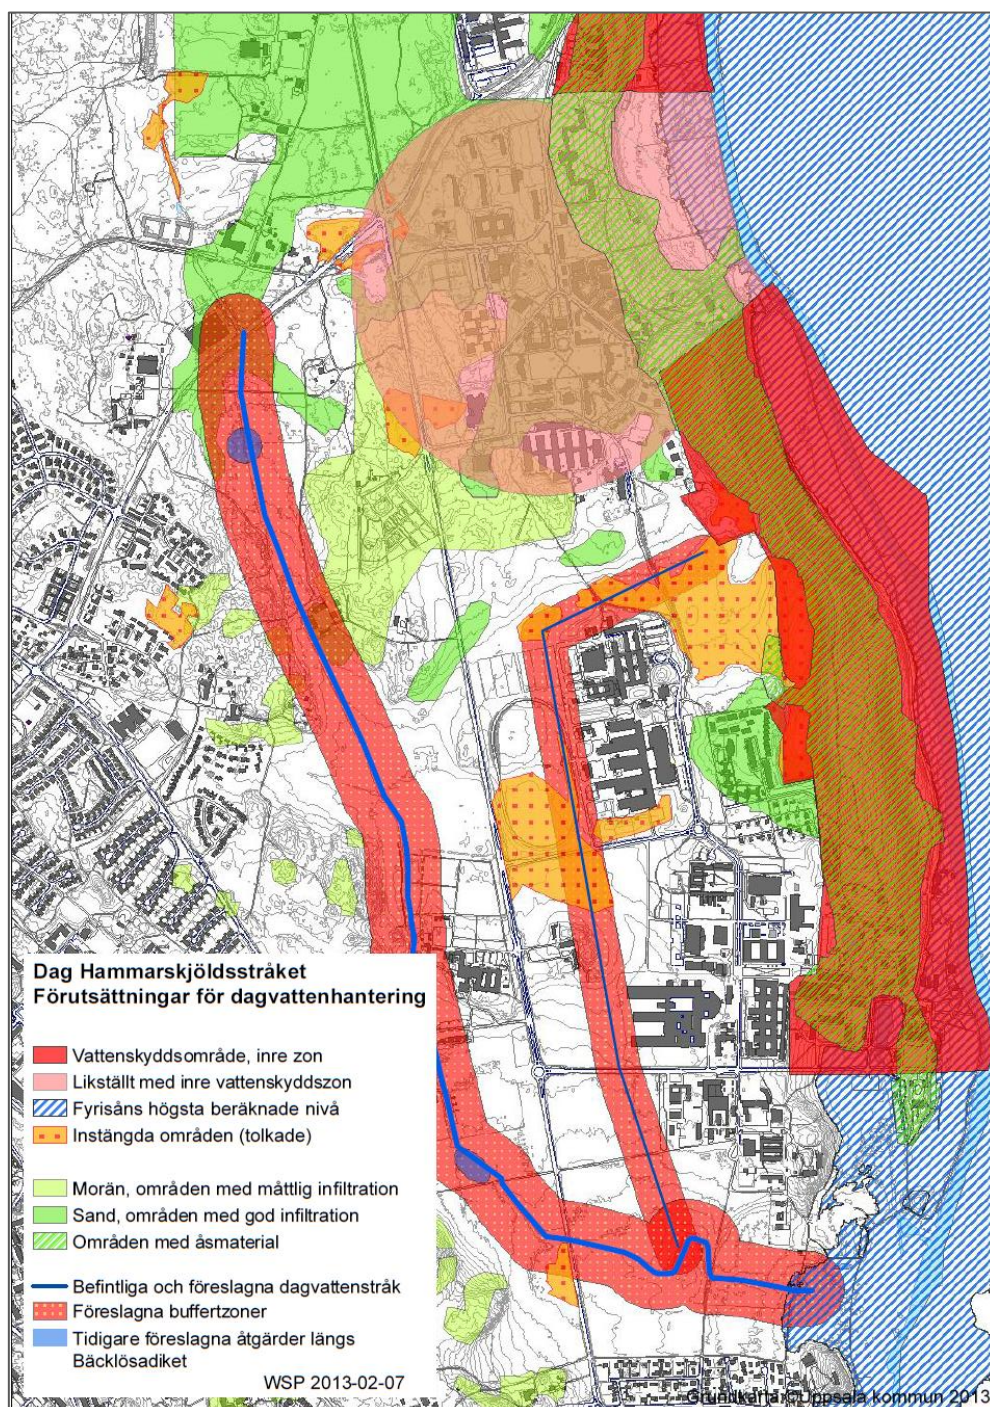 Dag Hammarskjöldsstråket
Förutsättningar för dagvattenhantering
Vattenskyddsområde, inre zon
Likställt med inre vattenskyddszon
Fyrisåns högsta beräknade nivå
Instängda områden (tolkade)
Morän, områden med måttlig infiltration
Sand, områden med god infiltration
Områden med åsmaterial
Befintliga och föreslagna dagvattenstråk
Föreslagna buffertzoner
Tidigare föreslagna åtgärder längs
Bäcklösadiket
WSP 2013-02-07
Grundkarta: Uppsala kommun 2013